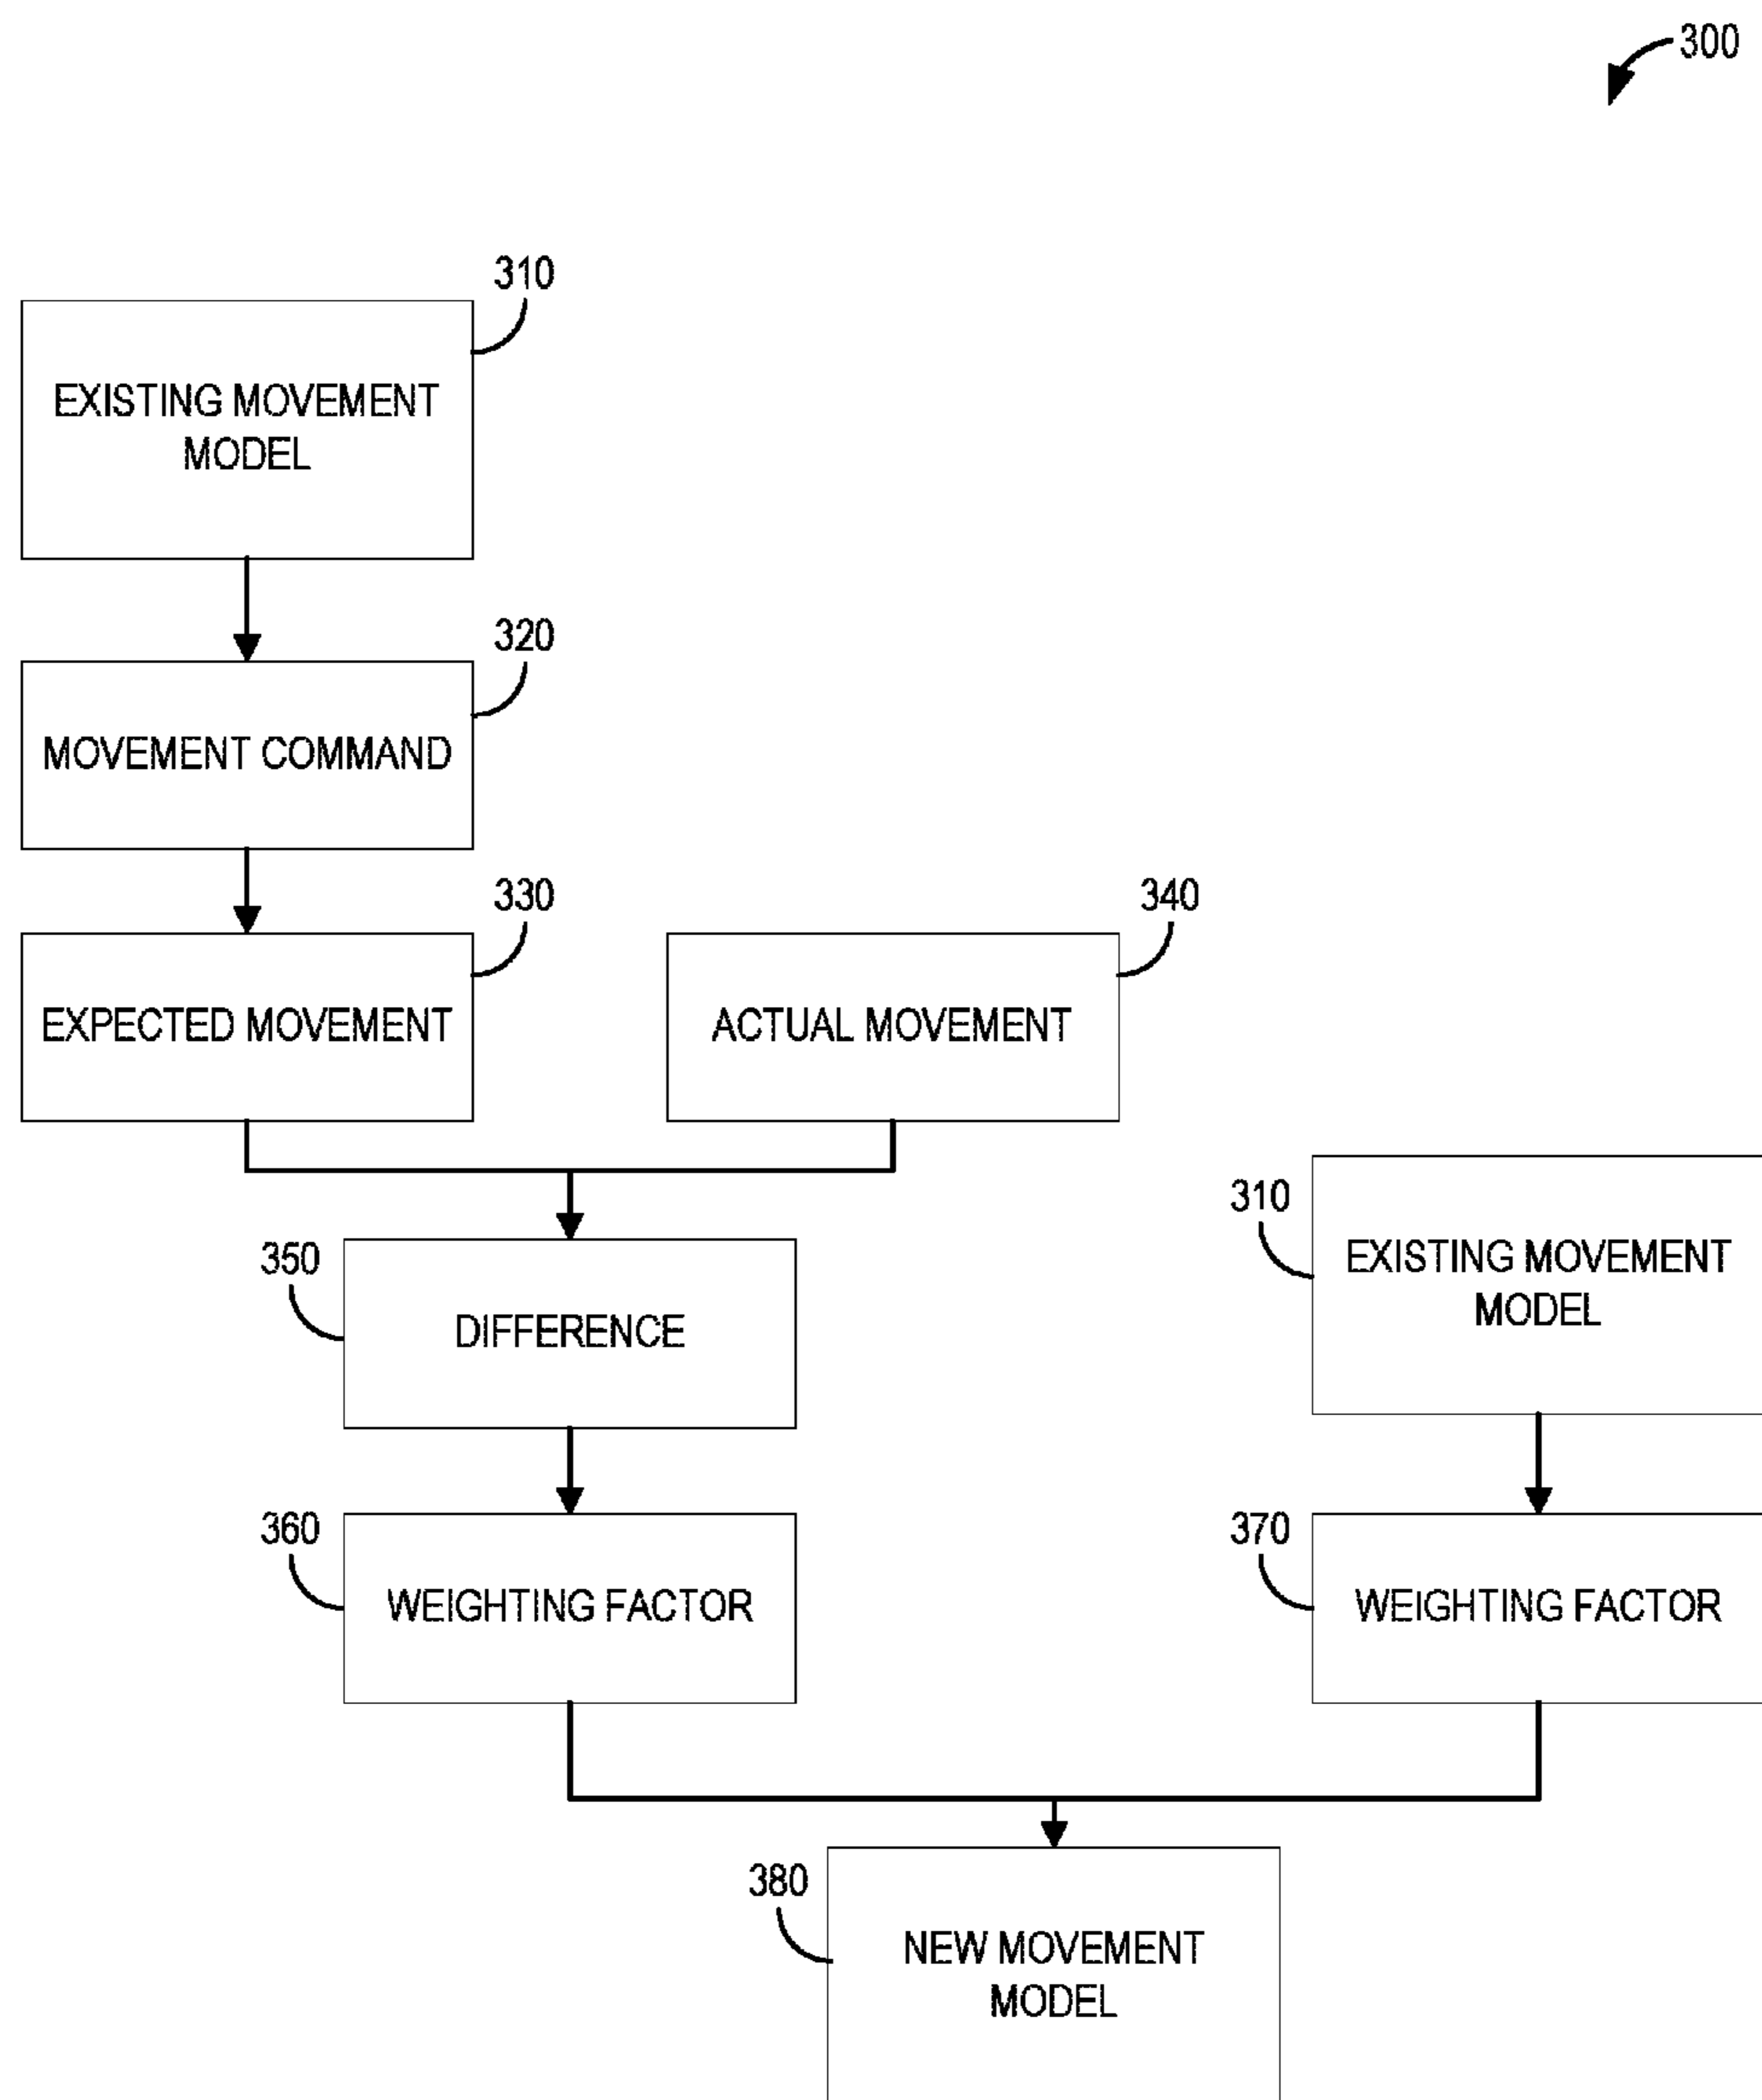 300
310
EXISTING MOVEMENT
MODEL
320
MOVEMENT COMMAND
330
EXPECTED MOVEMENT
340
ACTUAL MOVEMENT
350
DIFFERENCE
310
EXISTING MOVEMENT
MODEL
360
WEIGHTING FACTOR
370
WEIGHTING FACTOR
380
NEW MOVEMENT
MODEL